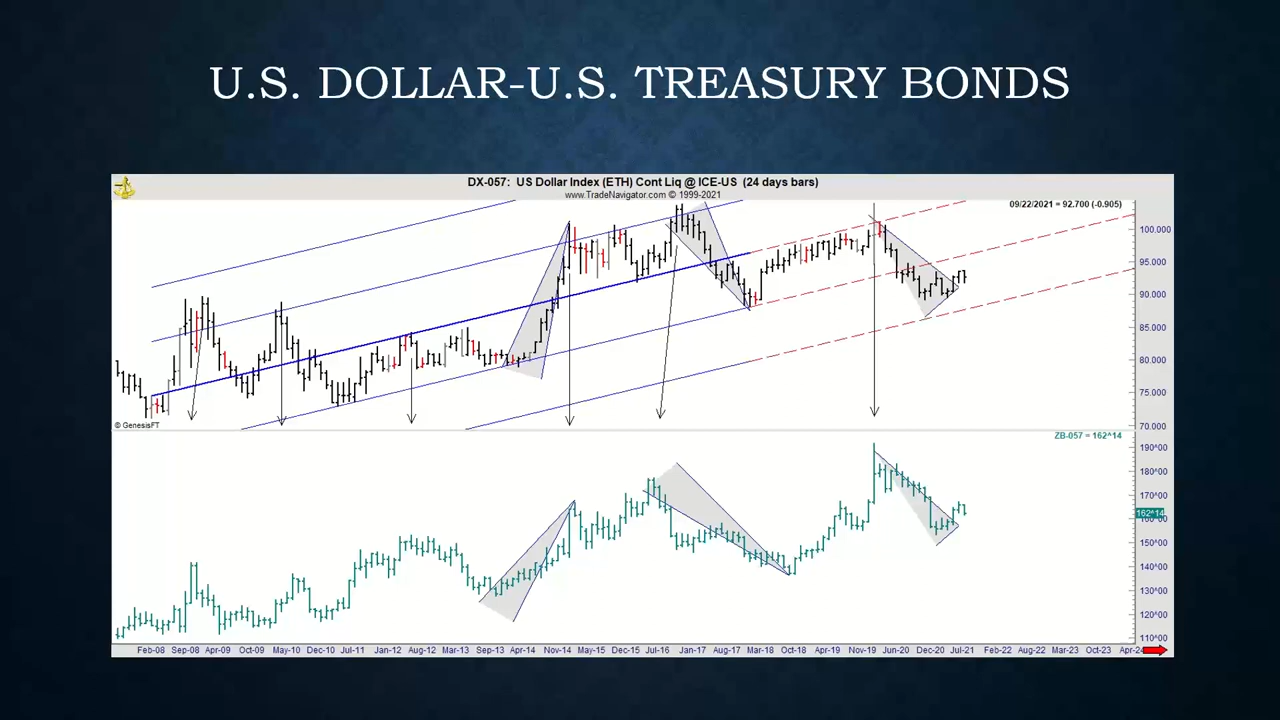 U.S. DOLLAR-U.S. TREASURY BONDS
DX-057: US Dollar Index (ETH) Cont Liq @ ICE-US (24 days bars)
www.TradeNavigator.com © 1999-2021
09/22/2021 = 92.700 (-0.905)
100.000
95.000
90.000
85.000
80.000
75.000
70.000
© GenesisFT
ZB-057 = 162^14
190^00
180^00
170^00
162^14
160^00
150^00
140^00
130^00
120^00
110^00
Feb-08 Sep-08 Apr-09 Oct-09 May-10 Dec-10 Jul-11 Jan-12 Aug-12 Mar-13 Sep-13 Apr-14 Nov-14 May-15 Dec-15 Jul-16 Jan-17 Aug-17 Mar-18 Oct-18 Apr-19 Nov-19 Jun-20 Dec-20 Jul-21 Feb-22 Aug-22 Mar-23 Oct-23 Apr-24